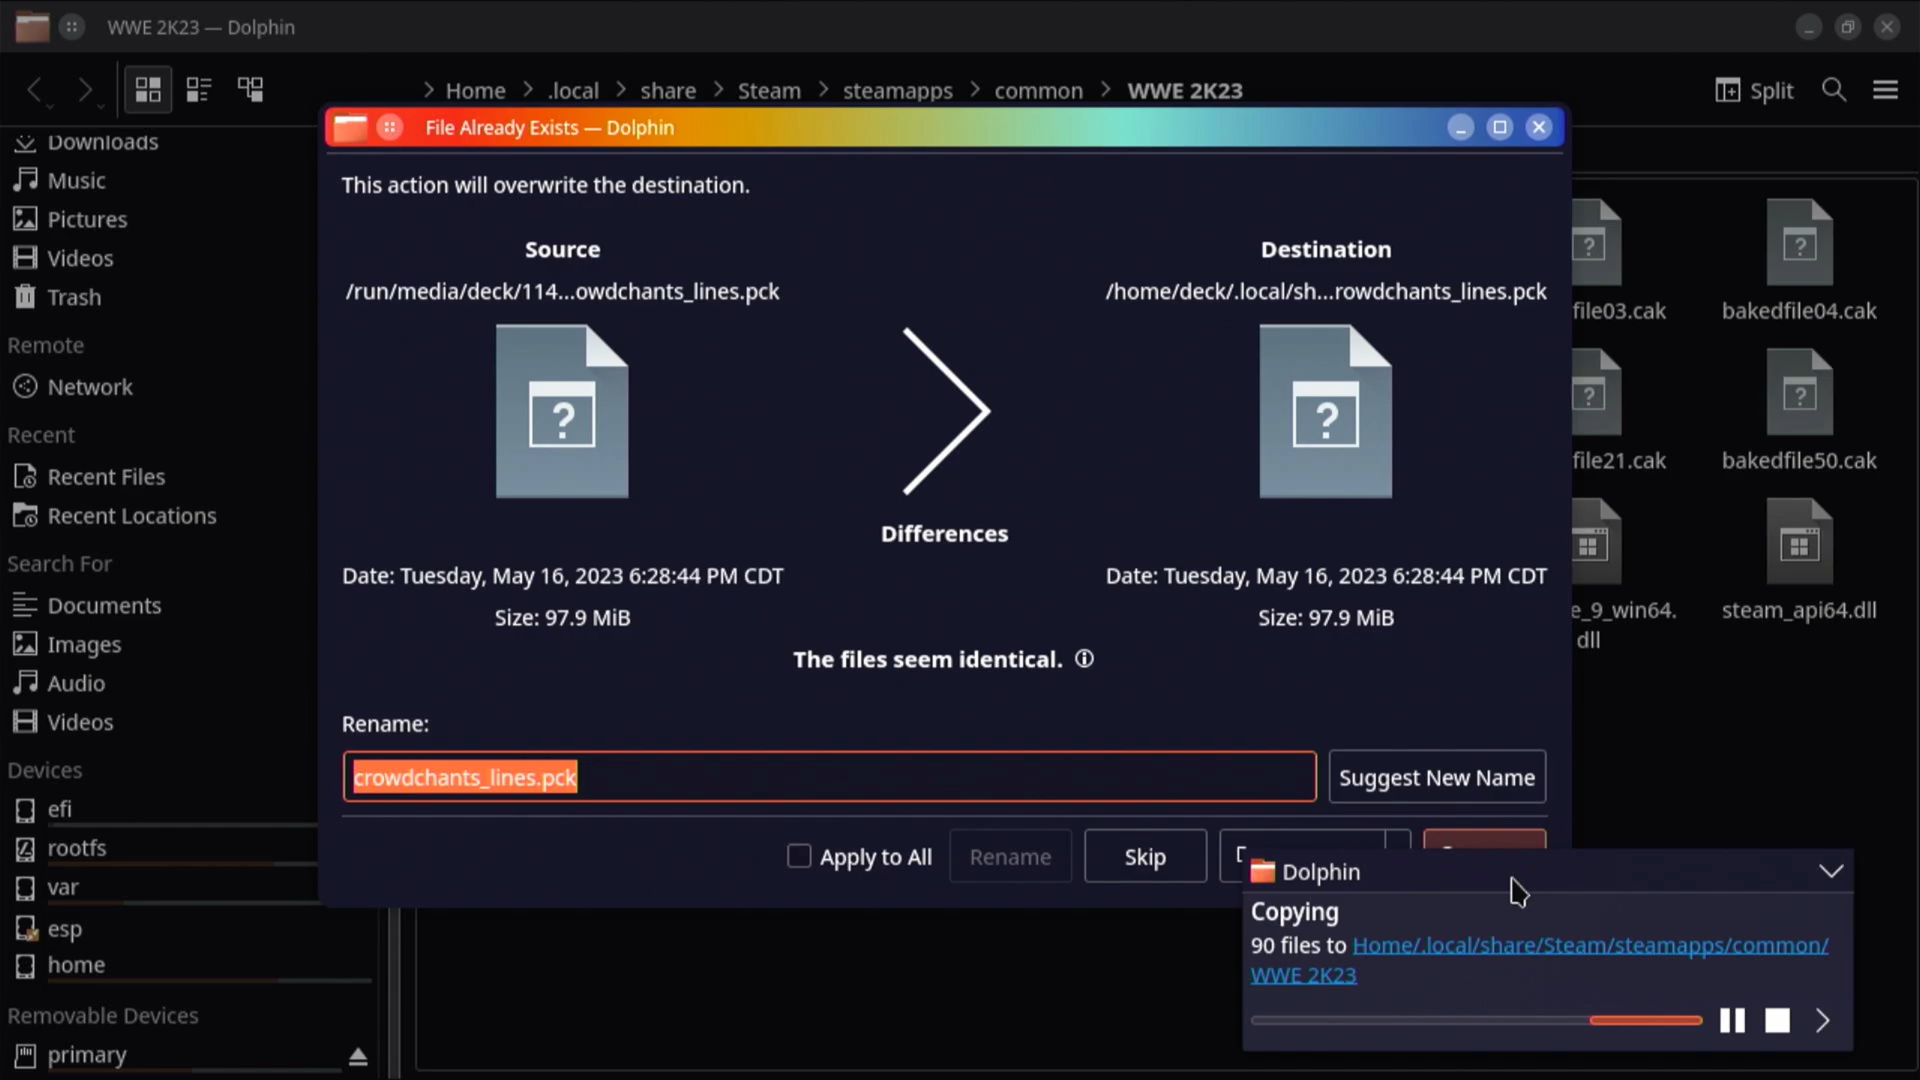 WWE 2K23 — Dolphin
Home
.local
share
Steam
steamapps
common
WWE 2K23
Split
File Already Exists — Dolphin
This action will overwrite the destination.
Source
/run/media/deck/114...owdchants_lines.pck
Destination
/home/deck/.local/sh...rowdchants_lines.pck
Differences
Date: Tuesday, May 16, 2023 6:28:44 PM CDT
Size: 97.9 MiB
Date: Tuesday, May 16, 2023 6:28:44 PM CDT
Size: 97.9 MiB
The files seem identical.
Rename:
crowdchants_lines.pck
Suggest New Name
Apply to All
Rename
Skip
Downloads
Music
Pictures
Videos
Trash
Remote
Network
Recent
Recent Files
Recent Locations
Search For
Documents
Images
Audio
Videos
Devices
efi
rootfs
var
esp
home
Removable Devices
primary
file03.cak
bakedfile04.cak
file21.cak
bakedfile50.cak
e_9_win64.
dll
steam_api64.dll
Dolphin
Copying
90 files to Home/.local/share/Steam/steamapps/common/
WWE 2K23